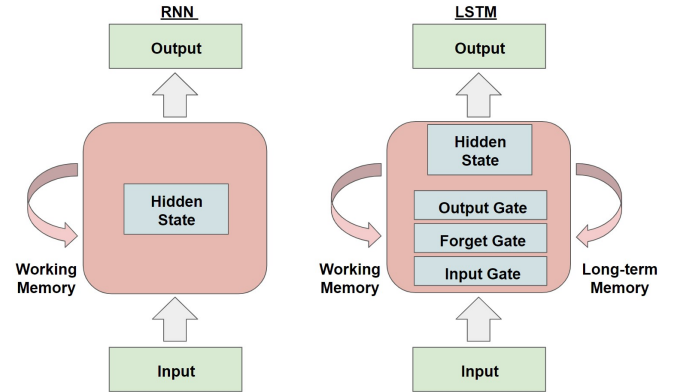 RNN
Output
Hidden
State
Working
Memory
Input
LSTM
Output
Hidden
State
Output Gate
Forget Gate
Input Gate
Working
Memory
Long-term
Memory
Input